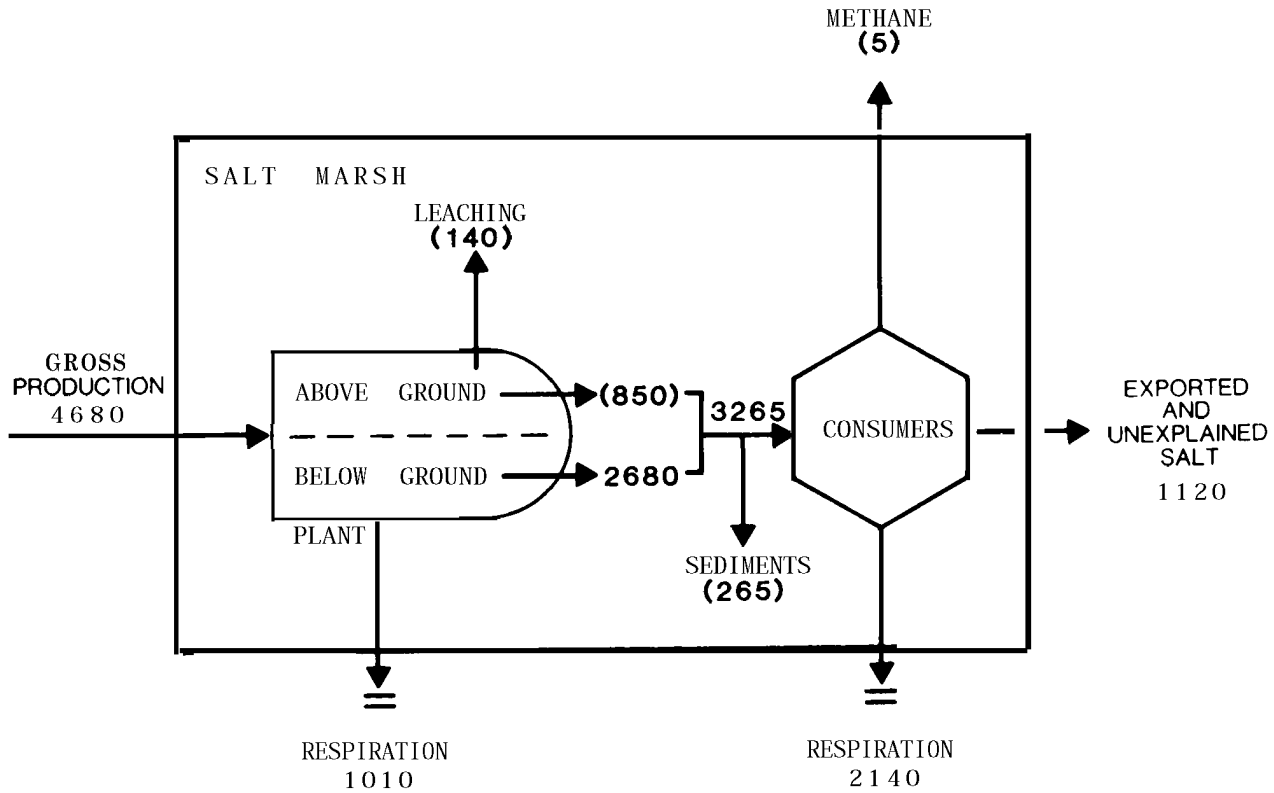 METHANE
(5)
SALT MARSH
LEACHING
(140)
GROSS
PRODUCTION
4680
ABOVE GROUND
(850)
3265
BELOW GROUND
2680
PLANT
CONSUMERS
EXPORTED
AND
UNEXPLAINED
SALT
1120
SEDIMENTS
(265)
RESPIRATION
1010
RESPIRATION
2140